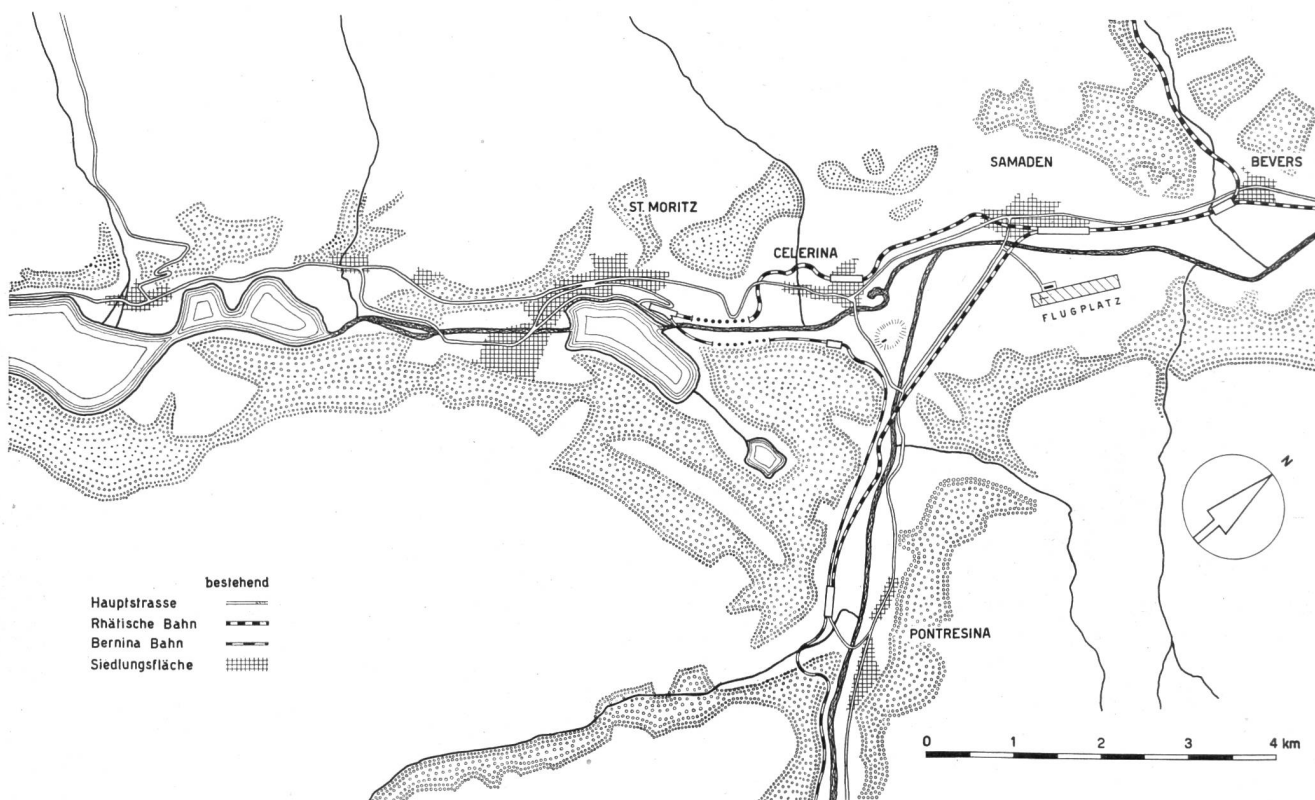 SAMADEN
BEVERS
ST. MORITZ
CELERINA
FLUGPLATZ
N
bestehend
Hauptstrasse
Rhätische Bahn
Bernina Bahn
Siedlungsfläche
PONTRESINA
0 1 2 3 4 km